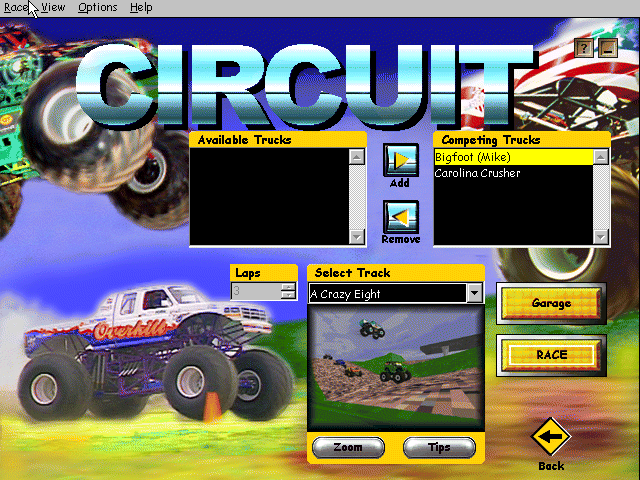 Race View Options Help
CIRCUIT
?
Available Trucks
Competing Trucks
Bigfoot (Mike)
Carolina Crusher
Add
Remove
Laps
3
Select Track
A Crazy Eight
Garage
RACE
Overkill
Zoom
Tips
Back